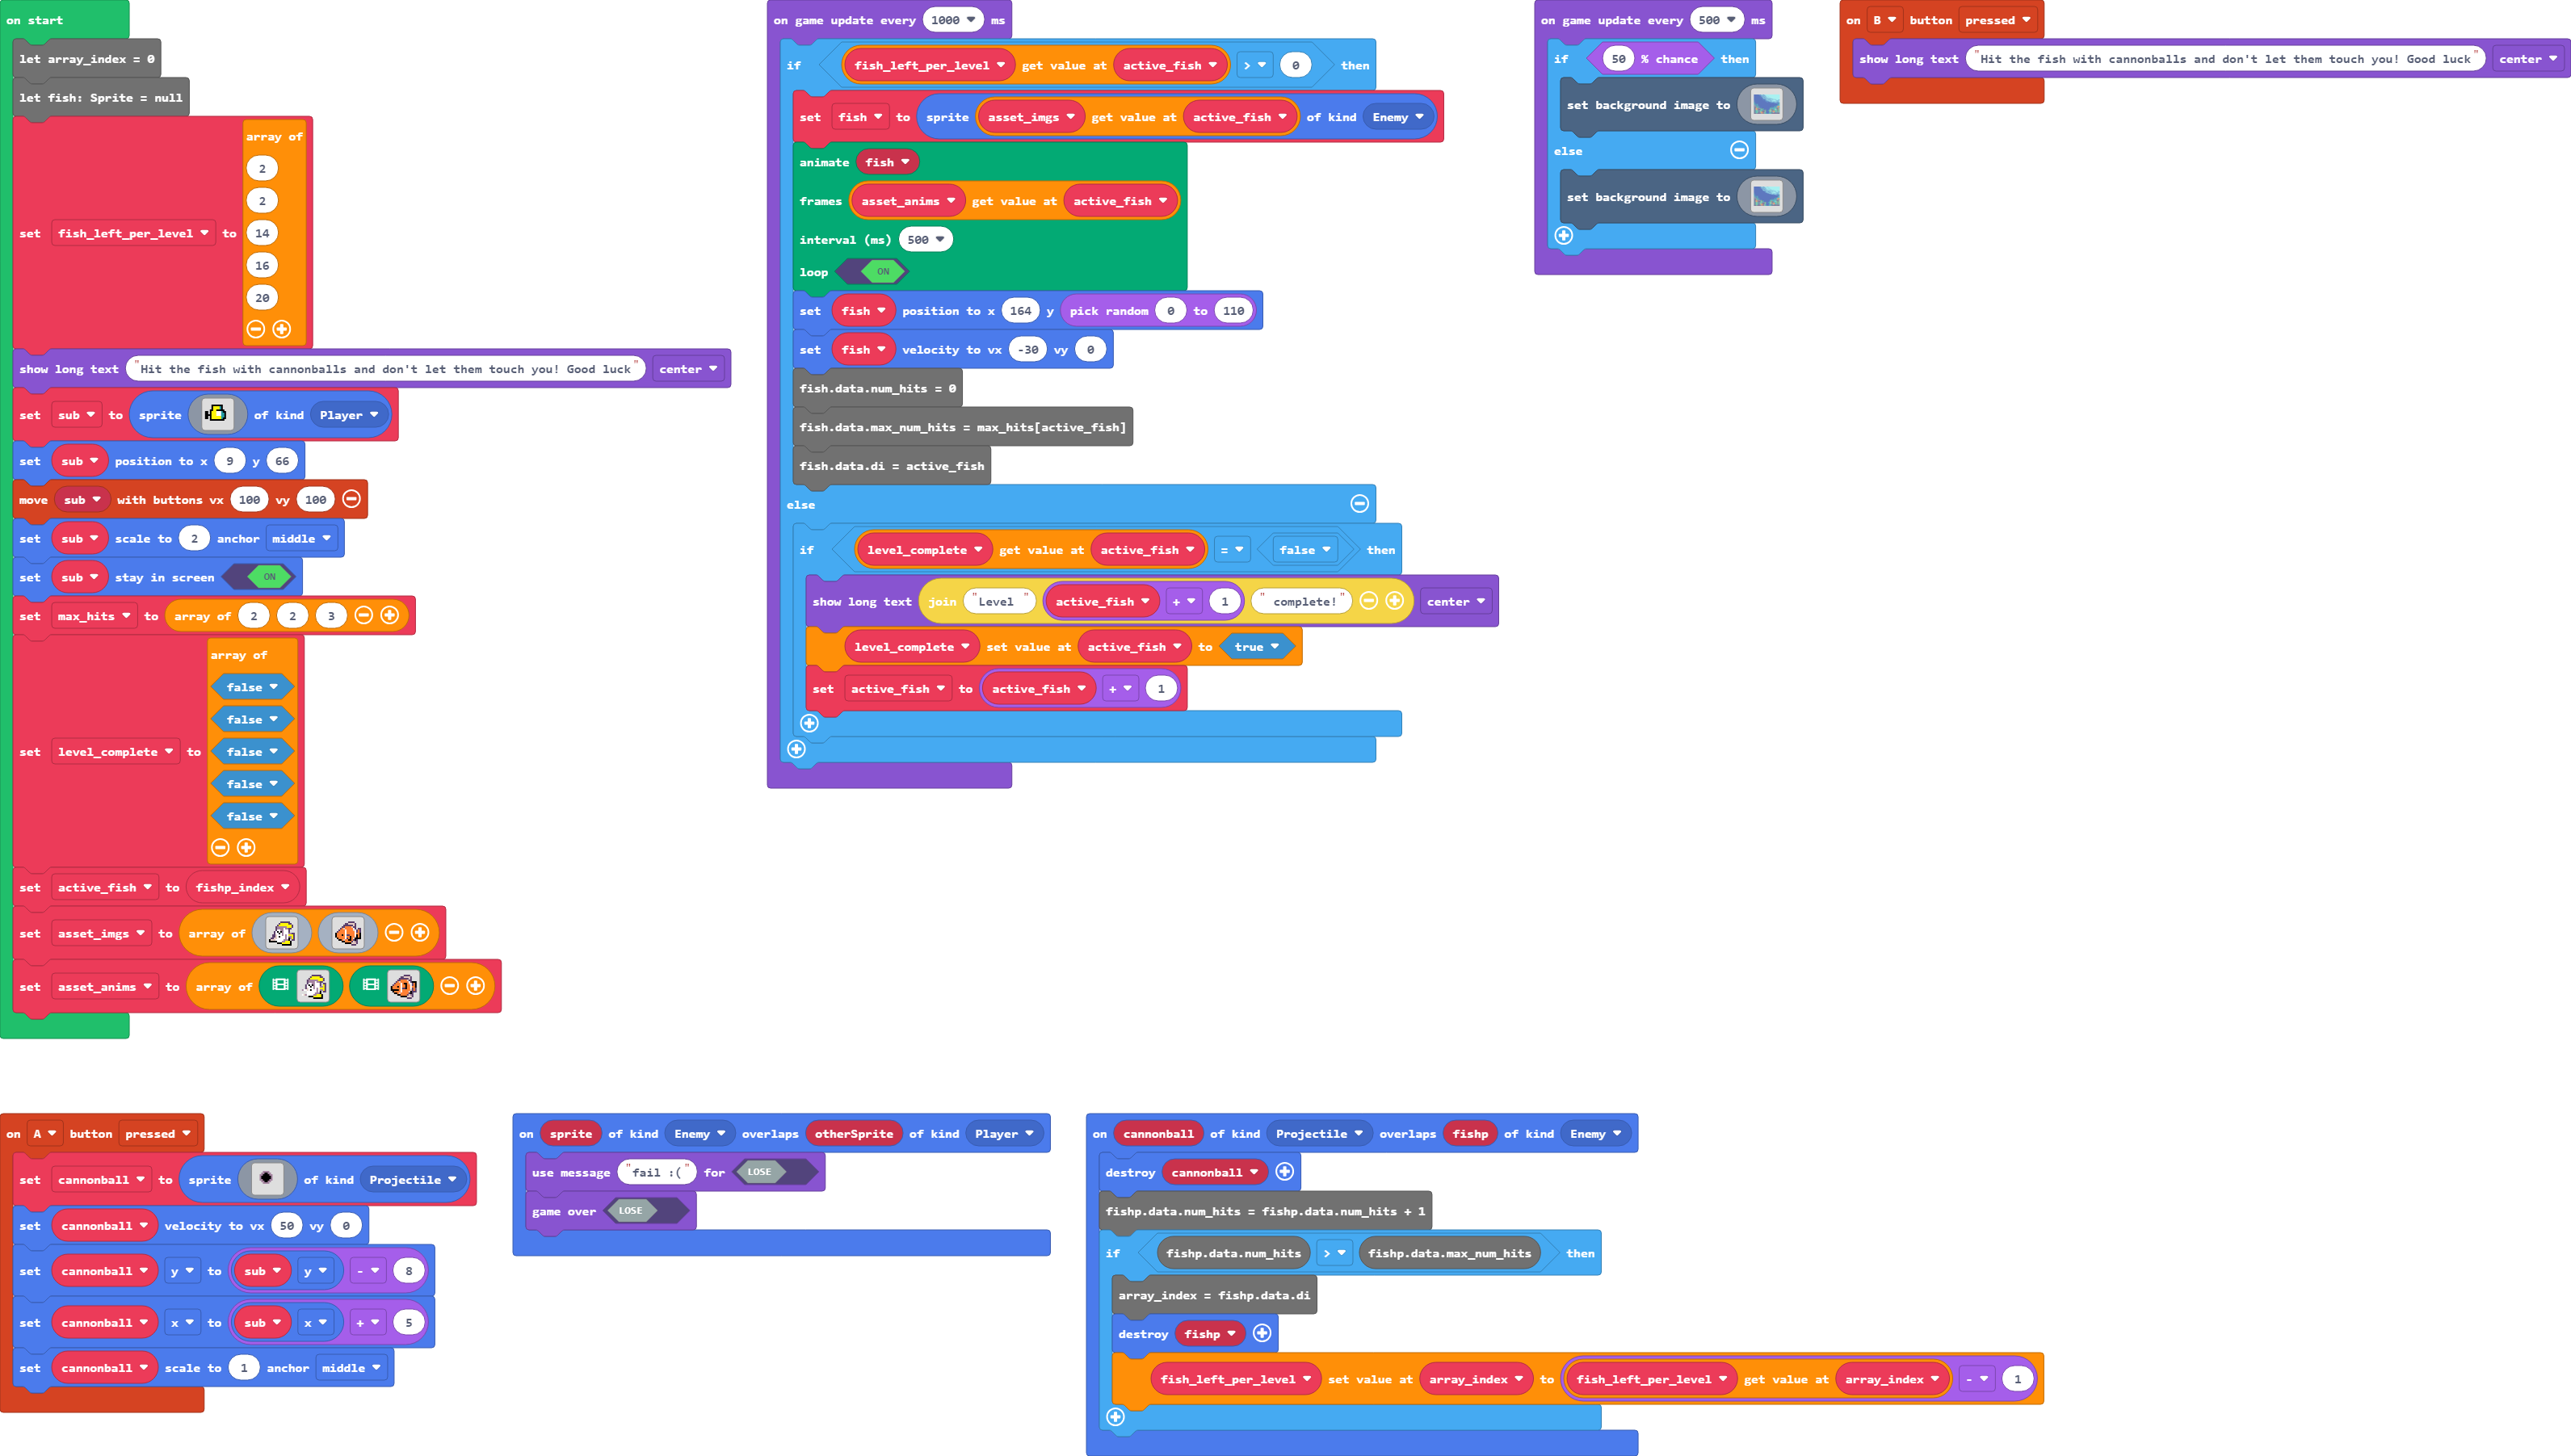 on start
let array_index = 0
let fish: Sprite = null
set fish_left_per_level to array of
2
2
14
16
20
show long text "Hit the fish with cannonballs and don't let them touch you! Good luck" center
set sub to sprite of kind Player
set sub position to x 9 y 66
move sub with buttons vx 100 vy 100
set sub scale to 2 anchor middle
set sub stay in screen ON
set max_hits to array of 2 2 3
set level_complete to array of
false
false
false
false
false
set active_fish to fishp_index
set asset_imgs to array of
set asset_anims to array of
on game update every 1000 ms
if fish_left_per_level get value at active_fish > 0 then
set fish to sprite asset_imgs get value at active_fish of kind Enemy
animate fish
frames asset_anims get value at active_fish
interval (ms) 500
loop ON
set fish position to x 164 y pick random 0 to 110
set fish velocity to vx -30 vy 0
fish.data.num_hits = 0
fish.data.max_num_hits = max_hits[active_fish]
fish.data.di = active_fish
else
if level_complete get value at active_fish = false then
show long text join "Level " active_fish + 1 " complete!" center
level_complete set value at active_fish to true
set active_fish to active_fish + 1
on game update every 500 ms
if 50 % chance then
set background image to
else
set background image to
on B button pressed
show long text "Hit the fish with cannonballs and don't let them touch you! Good luck" center
on A button pressed
set cannonball to sprite of kind Projectile
set cannonball velocity to vx 50 vy 0
set cannonball y to sub y - 8
set cannonball x to sub x + 5
set cannonball scale to 1 anchor middle
on sprite of kind Enemy overlaps otherSprite of kind Player
use message "fail :(" for LOSE
game over LOSE
on cannonball of kind Projectile overlaps fishp of kind Enemy
destroy cannonball
fishp.data.num_hits = fishp.data.num_hits + 1
if fishp.data.num_hits > fishp.data.max_num_hits then
array_index = fishp.data.di
destroy fishp
fish_left_per_level set value at array_index to fish_left_per_level get value at array_index - 1